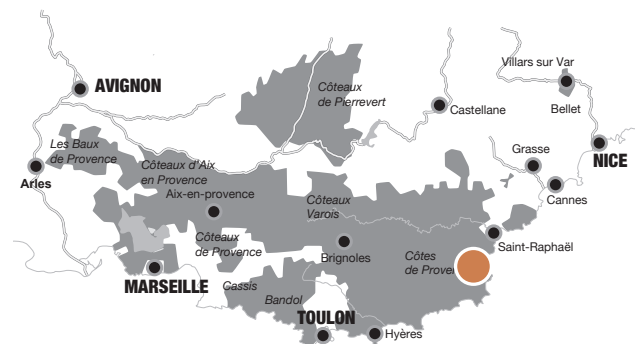 AVIGNON
Côteaux
de Pierrevert
Villars sur Var
Castellane
Bellet
Les Baux
de Provence
Côteaux d'Aix
en Provence
Grasse
NICE
Arles
Aix-en-provence
Côteaux
Varois
Cannes
Saint-Raphaël
Côteaux
de Provence
Brignoles
Côtes
de Prove
MARSEILLE
Cassis
Bandol
TOULON
Hyères